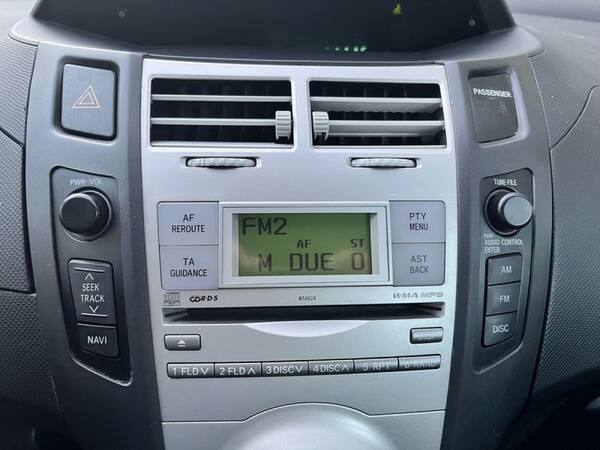 PASSENGER
PWR·VOL
TUNE·FILE
AF
REROUTE
FM2
AF ST
M DUE O
PTY
MENU
PUSH
AUDIO CONTROL
ENTER
TA
GUIDANCE
AST
BACK
SEEK
TRACK
AM
CD·R·D·S
W58824
WMA MP3
FM
NAVI
DISC
1 FLD ∨
2 FLD ∧
3 DISC ∨
4 DISC ∧
5 RPT
6 RAND